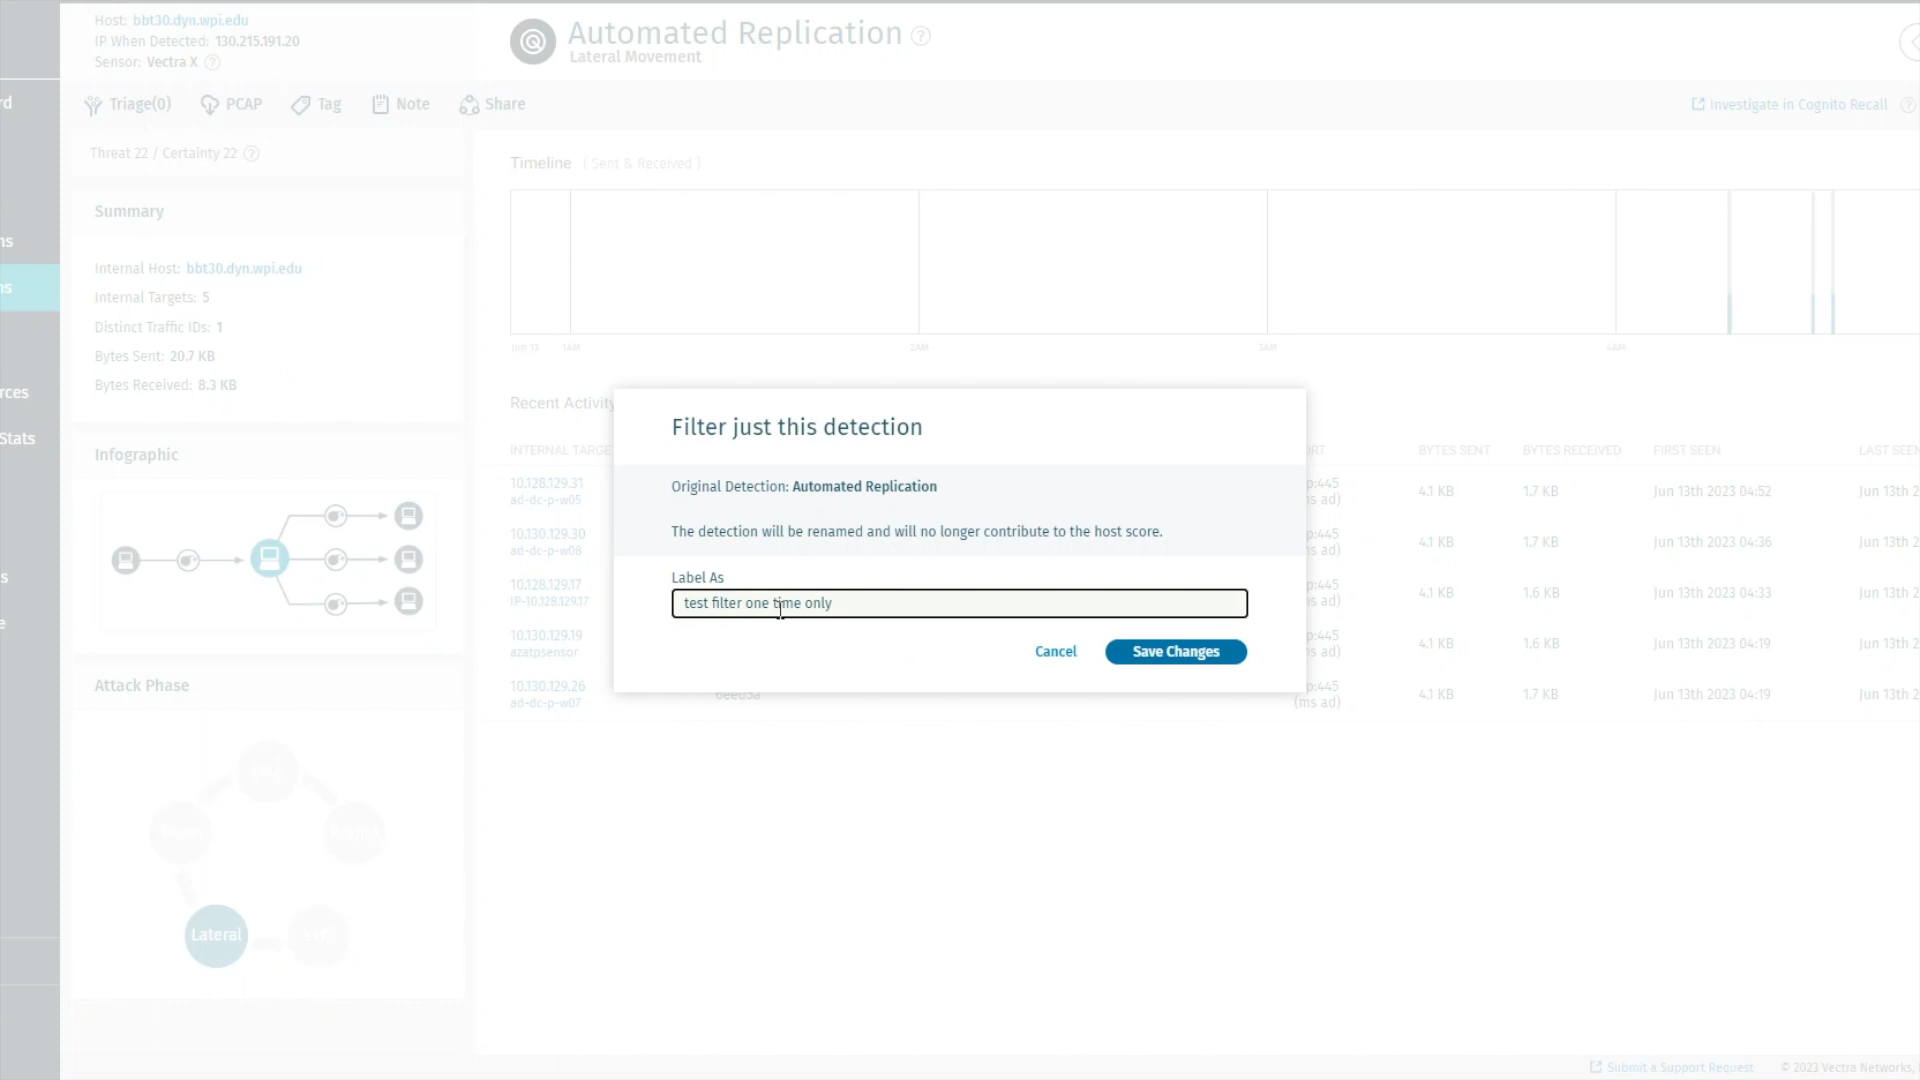 Host: bbt30.dyn.wpi.edu
IP When Detected: 130.215.191.20
Sensor: Vectra X
Automated Replication
Lateral Movement
rd
Triage(0) PCAP Tag Note Share
Investigate in Cognito Recall
Threat 22 / Certainty 22
Timeline ( Sent & Received )
Summary
ns
Internal Host: bbt30.dyn.wpi.edu
ns
Internal Targets: 5
Distinct Traffic IDs: 1
Bytes Sent: 20.7 KB
Bytes Received: 8.3 KB
Jun 13 1AM 2AM 3AM 4AM
rces
Stats
Infographic
Attack Phase
s
e
Lateral
Recent Activity
INTERNAL TARGE RT BYTES SENT BYTES RECEIVED FIRST SEEN LAST SEEN
10.128.129.31 p:445 4.1 KB 1.7 KB Jun 13th 2023 04:52 Jun 13th 2
ad-dc-p-w05 ns ad)
10.130.129.30 p:445 4.1 KB 1.7 KB Jun 13th 2023 04:36 Jun 13th 2
ad-dc-p-w08 ns ad)
10.128.129.17 p:445 4.1 KB 1.6 KB Jun 13th 2023 04:33 Jun 13th 2
IP-10.128.129.17 ns ad)
10.130.129.19 p:445 4.1 KB 1.6 KB Jun 13th 2023 04:19 Jun 13th 2
azatpsensor ns ad)
10.130.129.26 p:445 4.1 KB 1.7 KB Jun 13th 2023 04:19 Jun 13th 2
ad-dc-p-w07 (ms ad)
Filter just this detection
Original Detection: Automated Replication
The detection will be renamed and will no longer contribute to the host score.
Label As
test filter one time only
Cancel Save Changes
Submit a Support Request © 2023 Vectra Networks,